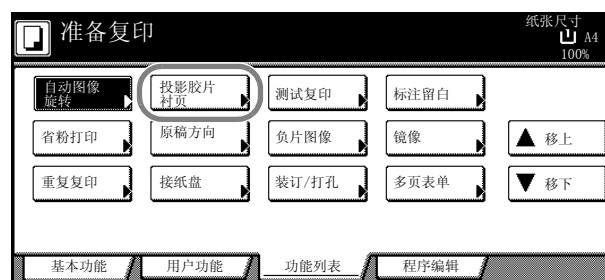 准备复印
纸张尺寸
A4
100%
自动图像
旋转
投影胶片
衬页
测试复印
标注留白
省粉打印
原稿方向
负片图像
镜像
移上
重复复印
接纸盘
装订/打孔
多页表单
移下
基本功能
用户功能
功能列表
程序编辑